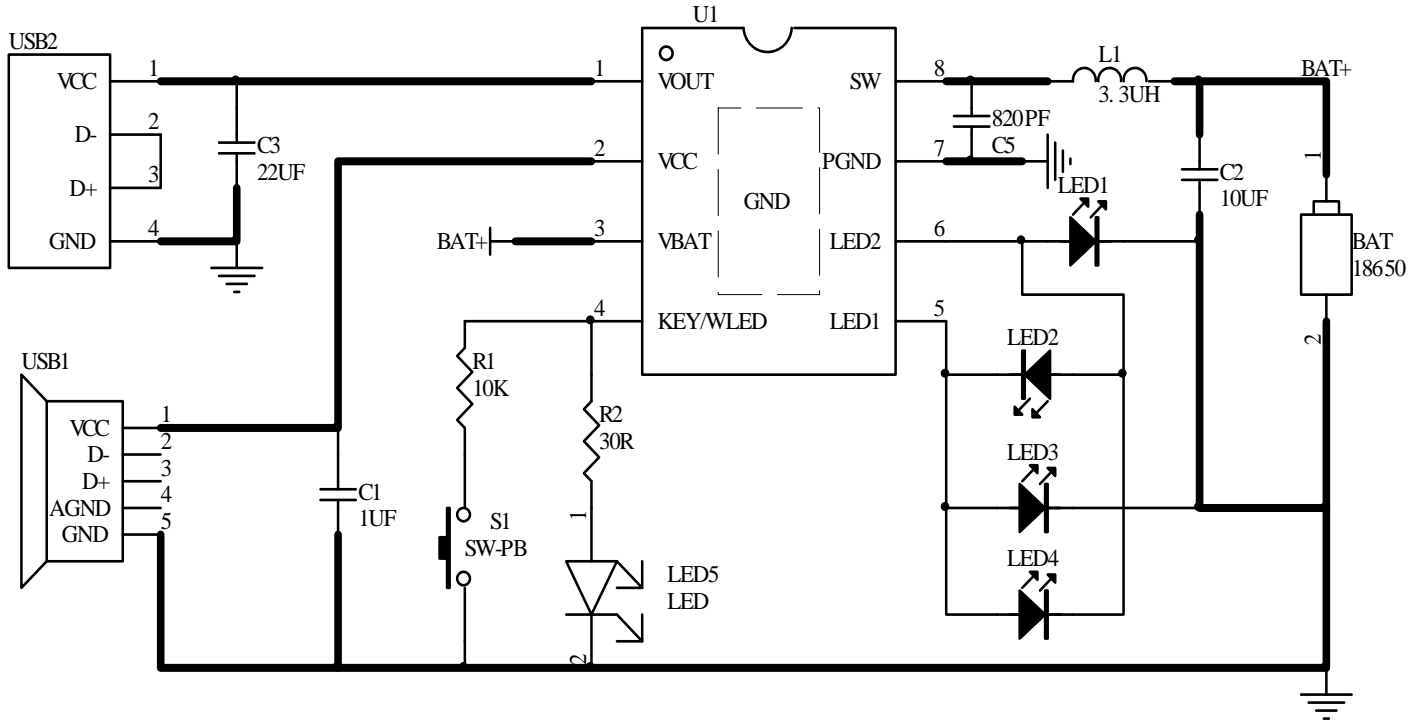 U1
USB2
VCC
1
D-
2
D+
3
GND
4
C3
22UF
1
VOUT
2
VCC
BAT+
3
VBAT
4
KEY/WLED
GND
SW
8
PGND
7
LED2
6
LED1
5
820PF
C5
L1
3.3UH
BAT+
1
C2
10UF
BAT
18650
2
LED1
LED2
LED3
LED4
USB1
VCC
1
D-
2
D+
3
AGND
4
GND
5
C1
1UF
R1
10K
S1
SW-PB
R2
30R
1
LED5
LED
2